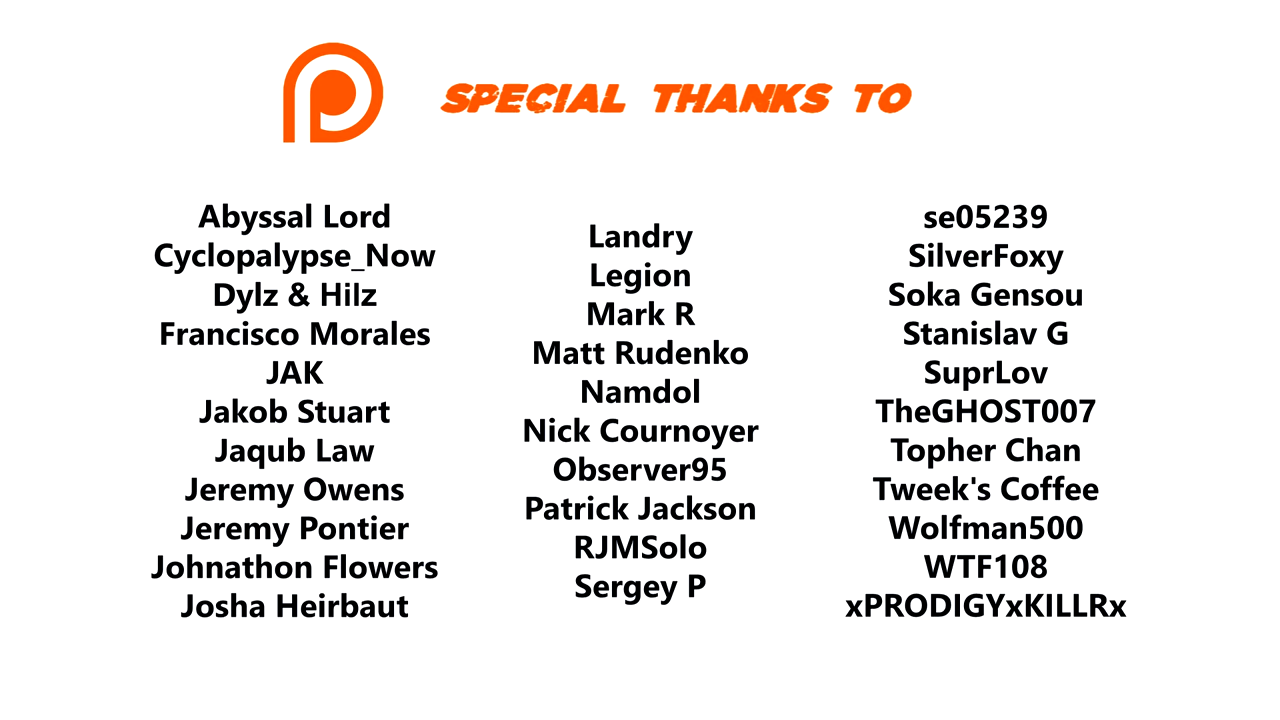 SPECIAL THANKS TO
Abyssal Lord
Cyclopalypse_Now
Dylz & Hilz
Francisco Morales
JAK
Jakob Stuart
Jaqub Law
Jeremy Owens
Jeremy Pontier
Johnathon Flowers
Josha Heirbaut
Landry
Legion
Mark R
Matt Rudenko
Namdol
Nick Cournoyer
Observer95
Patrick Jackson
RJMSolo
Sergey P
se05239
SilverFoxy
Soka Gensou
Stanislav G
SuprLov
TheGHOST007
Topher Chan
Tweek's Coffee
Wolfman500
WTF108
xPRODIGYxKILLRx